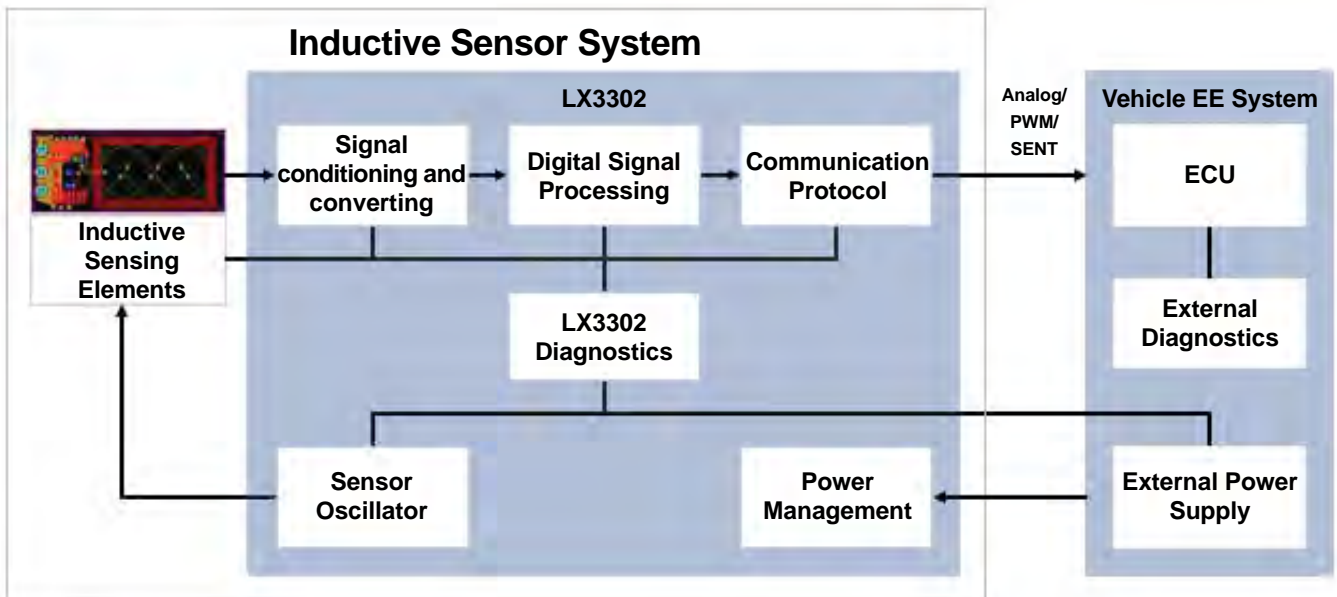 Inductive Sensor System
LX3302
Signal
conditioning and
converting
Digital Signal
Processing
Communication
Protocol
Analog/
PWM/
SENT
Vehicle EE System
ECU
Inductive
Sensing
Elements
LX3302
Diagnostics
External
Diagnostics
Sensor
Oscillator
Power
Management
External Power
Supply